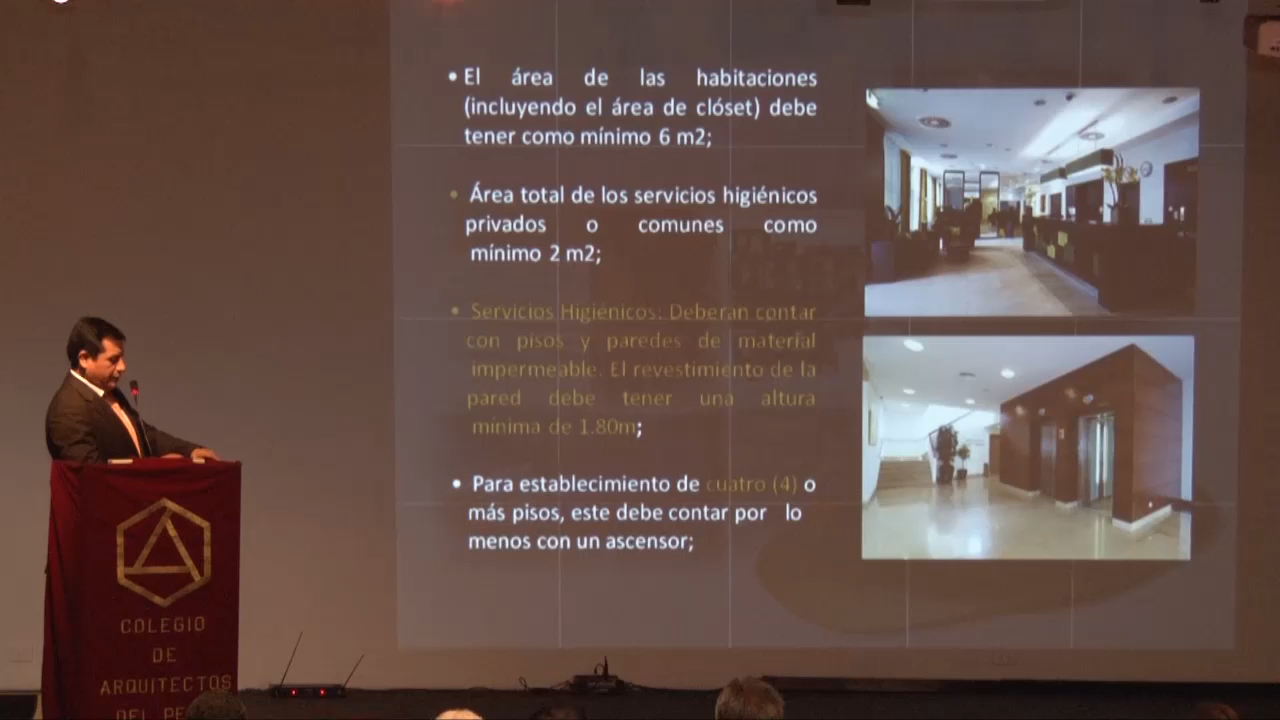 • El área de las habitaciones
(incluyendo el área de clóset) debe
tener como mínimo 6 m2;
• Área total de los servicios higiénicos
privados o comunes como
mínimo 2 m2;
• Servicios Higiénicos. Deberan contar
con pisos y paredes de material
impermeable. El revestimiento de la
pared debe tener una altura
mínima de 1.80m;
• Para establecimiento de cuatro (4) o
más pisos, este debe contar por lo
menos con un ascensor;
COLEGIO
DE
ARQUITECTOS
DEL